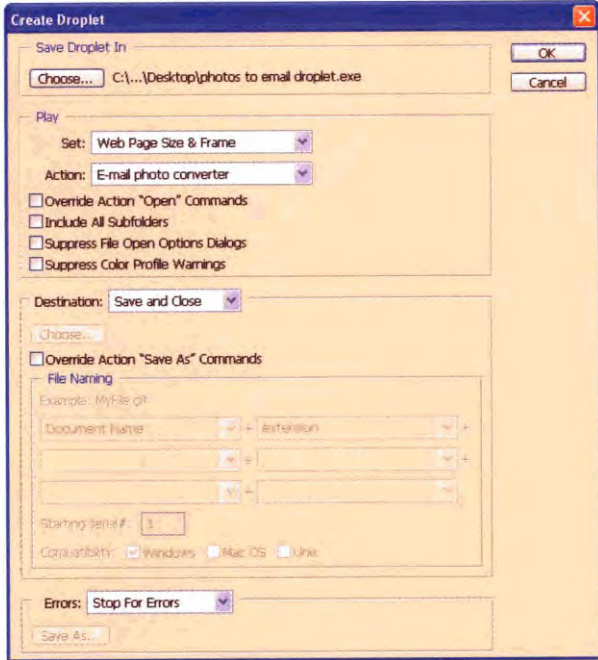 Create Droplet
Save Droplet In
Choose... C:\...\Desktop\photos to email droplet.exe
OK
Cancel
Play
Set: Web Page Size & Frame
Action: E-mail photo converter
Override Action "Open" Commands
Include All Subfolders
Suppress File Open Options Dialogs
Suppress Color Profile Warnings
Destination: Save and Close
Choose...
Override Action "Save As" Commands
File Naming
Example: MyFile.gif
Document Name + extension +
+ +
+
Starting serial#: 1
Compatibility: Windows Mac OS Unix
Errors: Stop For Errors
Save As...